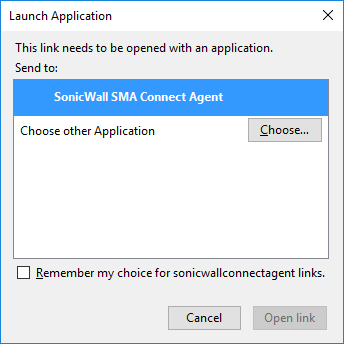 Launch Application
This link needs to be opened with an application.
Send to:
SonicWall SMA Connect Agent
Choose other Application
Choose...
Remember my choice for sonicwallconnectagent links.
Cancel
Open link